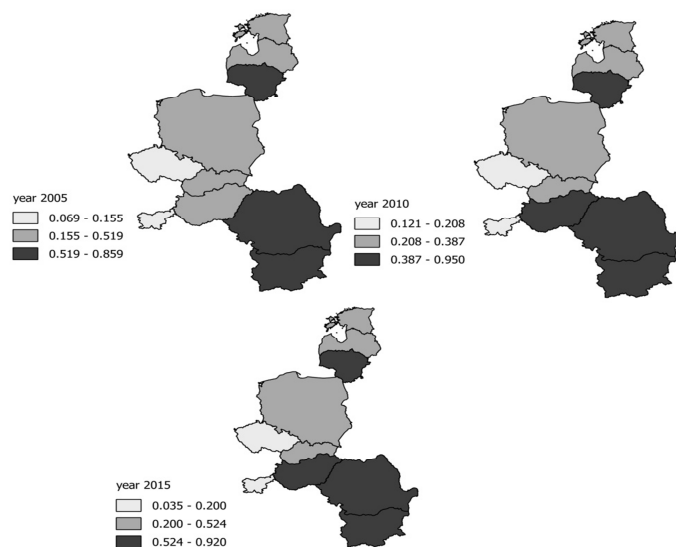 year 2005
0.069 - 0.155
0.155 - 0.519
0.519 - 0.859
year 2010
0.121 - 0.208
0.208 - 0.387
0.387 - 0.950
year 2015
0.035 - 0.200
0.200 - 0.524
0.524 - 0.920